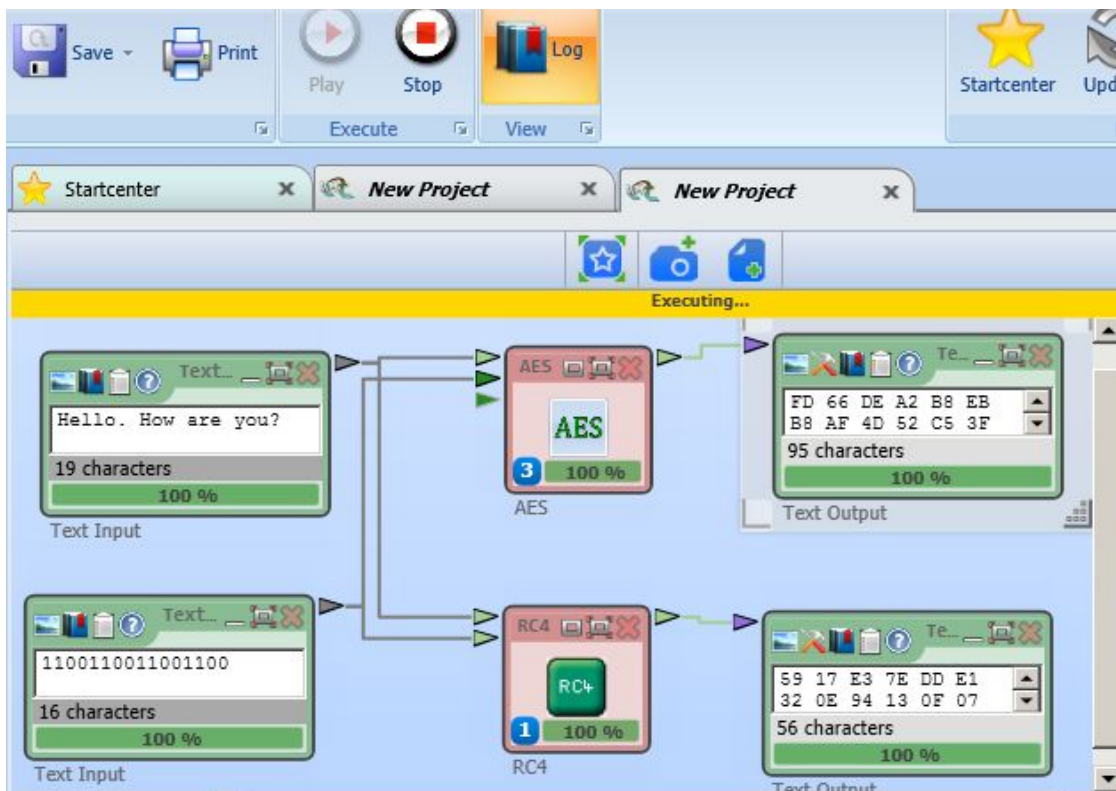 Save
Print
Play
Stop
Log
Startcenter
Upd
Execute
View
Startcenter
New Project
New Project
Executing...
Text...
Hello. How are you?
19 characters
100 %
Text Input
AES
AES
3
100 %
AES
Te...
FD 66 DE A2 B8 EB
B8 AF 4D 52 C5 3F
95 characters
100 %
Text Output
Text...
1100110011001100
16 characters
100 %
Text Input
RC4
RC4
1
100 %
RC4
Te...
59 17 E3 7E DD E1
32 0E 94 13 0F 07
56 characters
100 %
Text Output